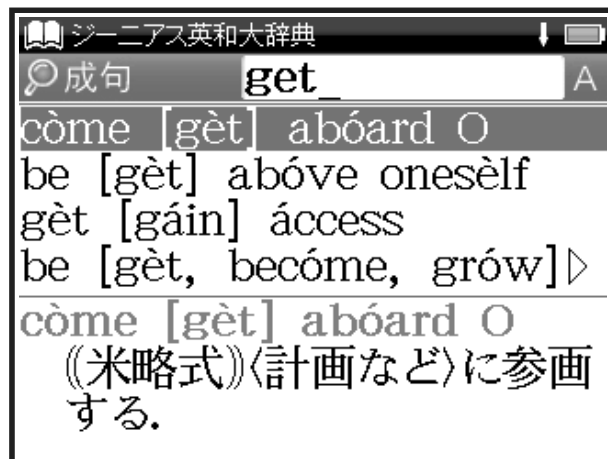 ジーニアス英和大辞典
成句 get_ A
còme [gèt] abóard O
be [gèt] abóve onesèlf
gèt [gáin] áccess
be [gèt, becóme, grów]▷
còme [gèt] abóard O
⸨米略式⸩〈計画など〉に参画
する.